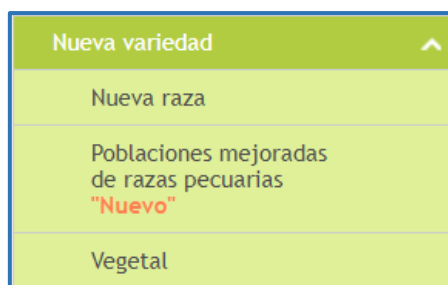 Nueva variedad
Nueva raza
Poblaciones mejoradas
de razas pecuarias
"Nuevo"
Vegetal